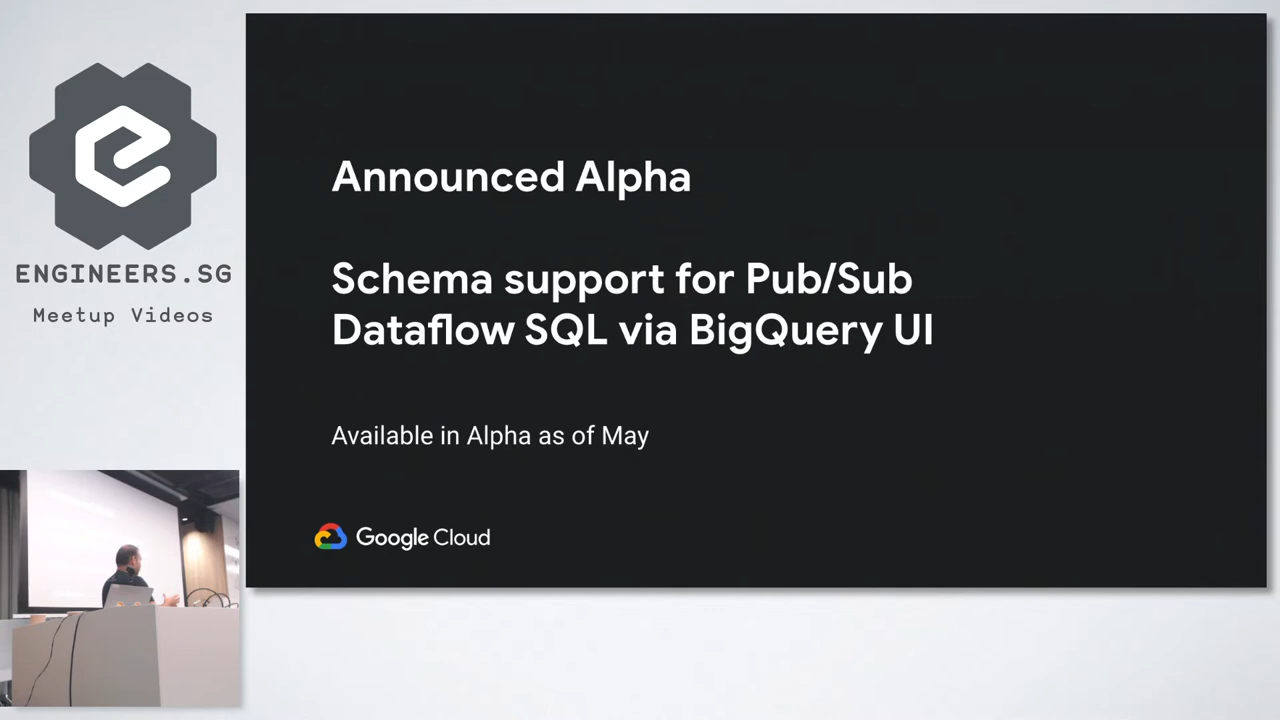 ENGINEERS.SG
Meetup Videos
Announced Alpha
Schema support for Pub/Sub
Dataflow SQL via BigQuery UI
Available in Alpha as of May
Google Cloud